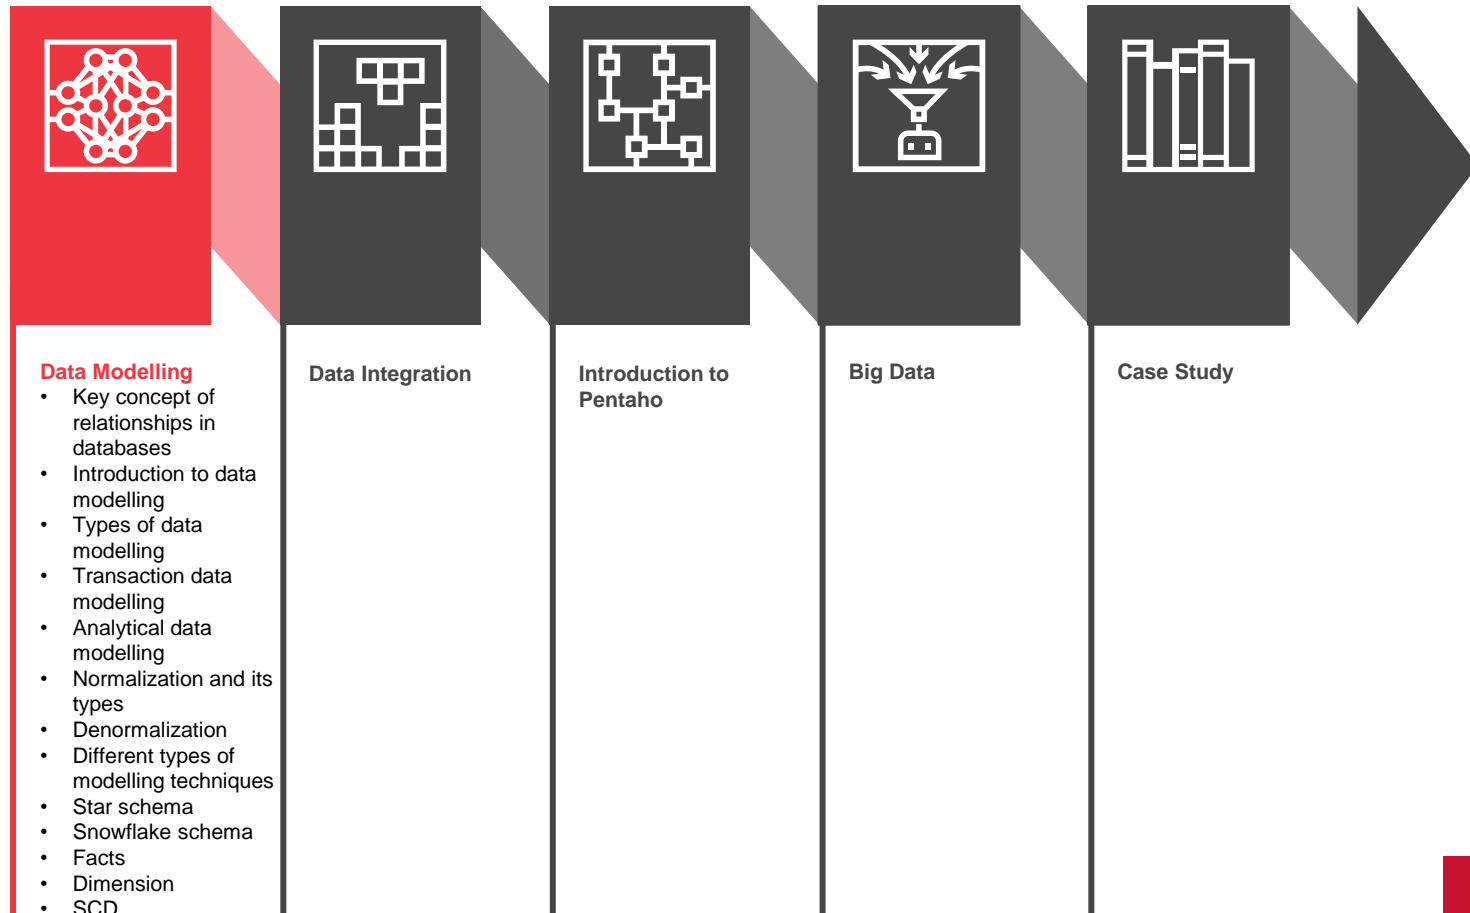 Data Modelling
• Key concept of
relationships in
databases
• Introduction to data
modelling
• Types of data
modelling
• Transaction data
modelling
• Analytical data
modelling
• Normalization and its
types
• Denormalization
• Different types of
modelling techniques
• Star schema
• Snowflake schema
• Facts
• Dimension
• SCD
Data Integration
Introduction to
Pentaho
Big Data
Case Study